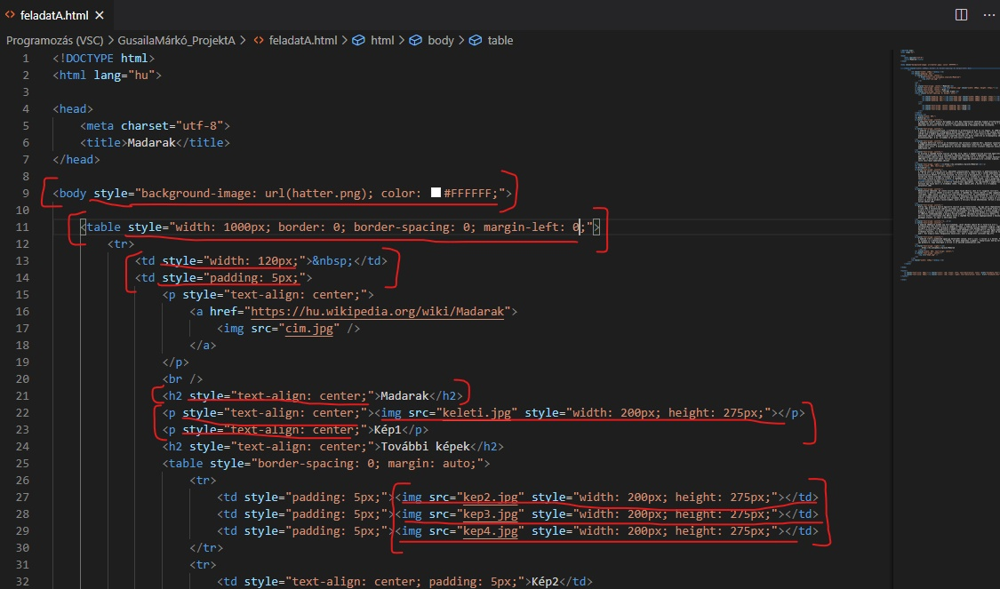 feladatA.html
Programozás (VSC) > GusailaMárkó_ProjektA > feladatA.html > html > body > table
1 <!DOCTYPE html>
2 <html lang="hu">
3
4 <head>
5 <meta charset="utf-8">
6 <title>Madarak</title>
7 </head>
8
9 <body style="background-image: url(hatter.png); color: #FFFFFF;">
10
11 <table style="width: 1000px; border: 0; border-spacing: 0; margin-left: 0;">
12 <tr>
13 <td style="width: 120px;">&nbsp;</td>
14 <td style="padding: 5px;">
15 <p style="text-align: center;">
16 <a href="https://hu.wikipedia.org/wiki/Madarak">
17 <img src="cim.jpg" />
18 </a>
19 </p>
20 <br />
21 <h2 style="text-align: center;">Madarak</h2>
22 <p style="text-align: center;"><img src="keleti.jpg" style="width: 200px; height: 275px;"></p>
23 <p style="text-align: center;">Kép1</p>
24 <h2 style="text-align: center;">További képek</h2>
25 <table style="border-spacing: 0; margin: auto;">
26 <tr>
27 <td style="padding: 5px;"><img src="kep2.jpg" style="width: 200px; height: 275px;"></td>
28 <td style="padding: 5px;"><img src="kep3.jpg" style="width: 200px; height: 275px;"></td>
29 <td style="padding: 5px;"><img src="kep4.jpg" style="width: 200px; height: 275px;"></td>
30 </tr>
31 <tr>
32 <td style="text-align: center; padding: 5px;">Kép2</td>